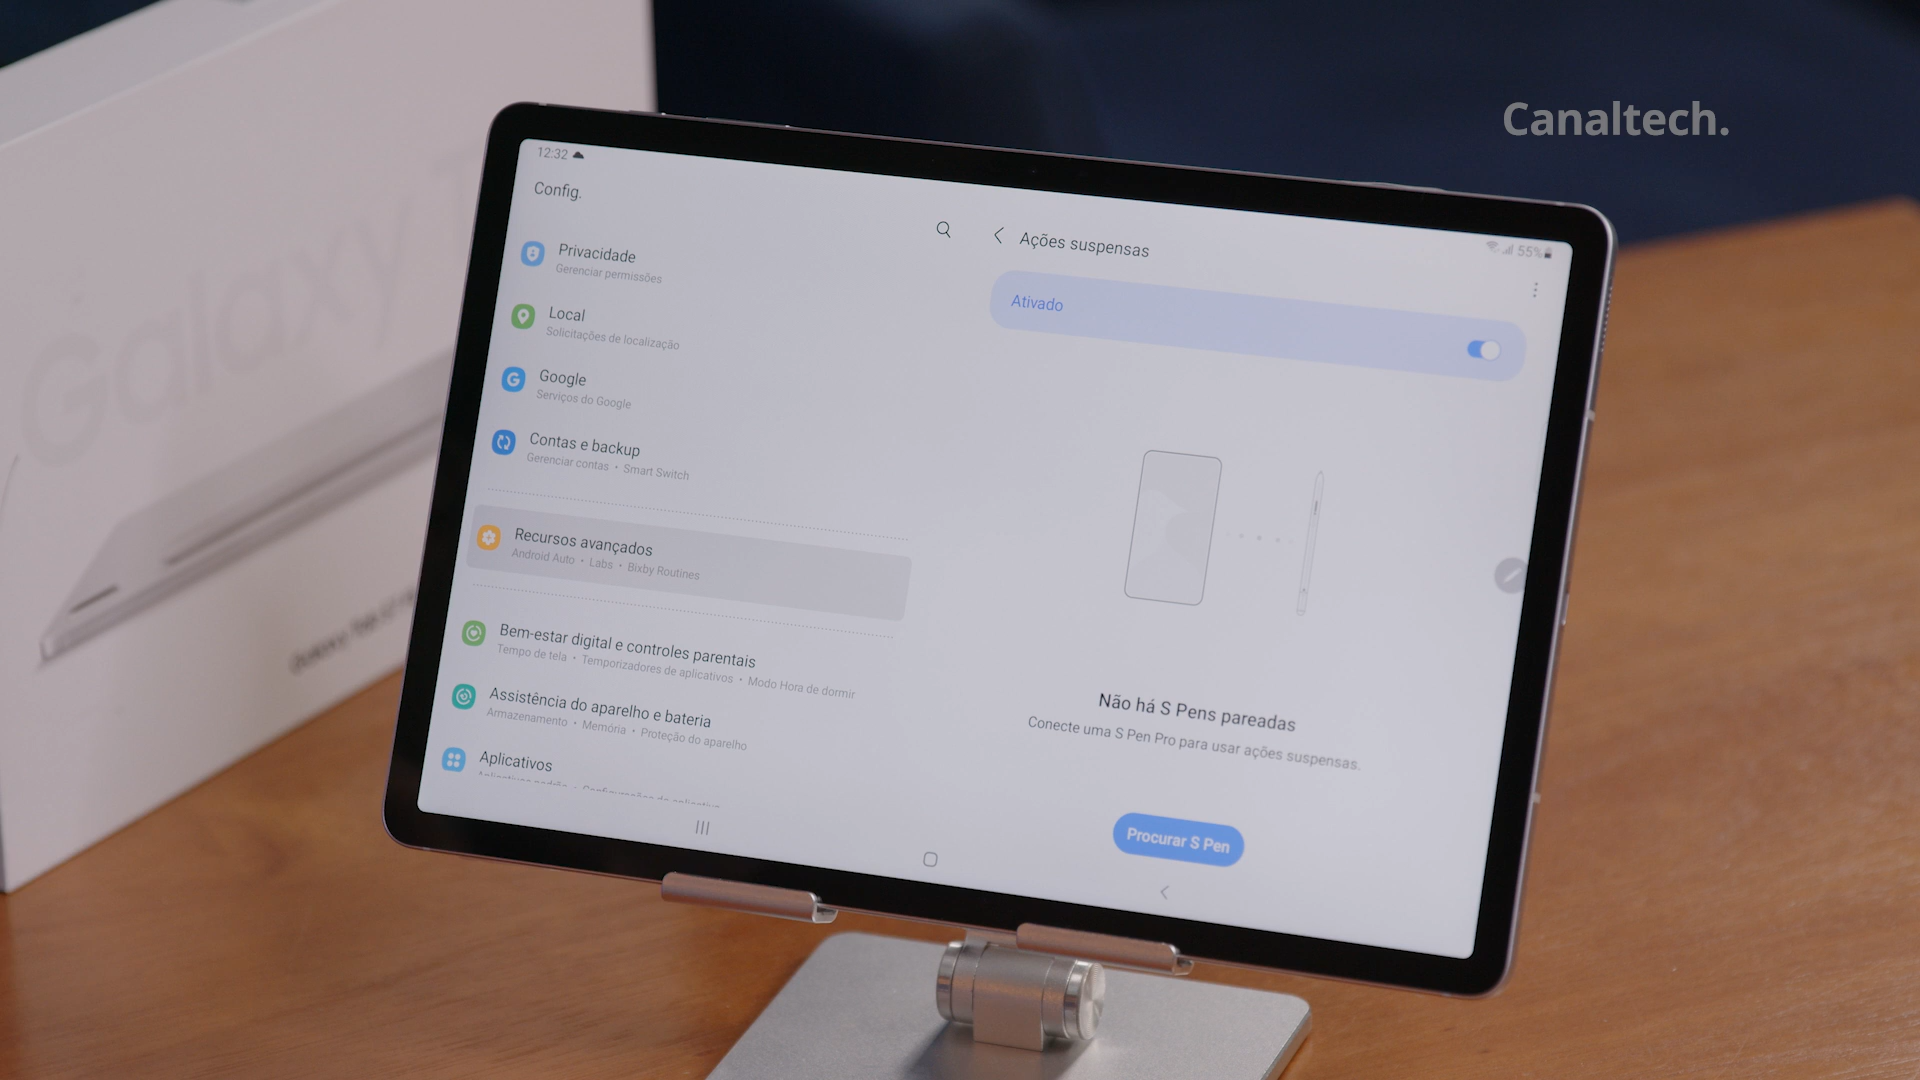 Canaltech.
Galaxy T
12:32
Config.
Privacidade
Gerenciar permissões
Local
Solicitações de localização
Google
Serviços do Google
Contas e backup
Gerenciar contas • Smart Switch
Recursos avançados
Android Auto • Labs • Bixby Routines
Bem-estar digital e controles parentais
Tempo de tela • Temporizadores de aplicativos • Modo Hora de dormir
Assistência do aparelho e bateria
Armazenamento • Memória • Proteção do aparelho
Aplicativos
55%
Ações suspensas
Ativado
Não há S Pens pareadas
Conecte uma S Pen Pro para usar ações suspensas.
Procurar S Pen